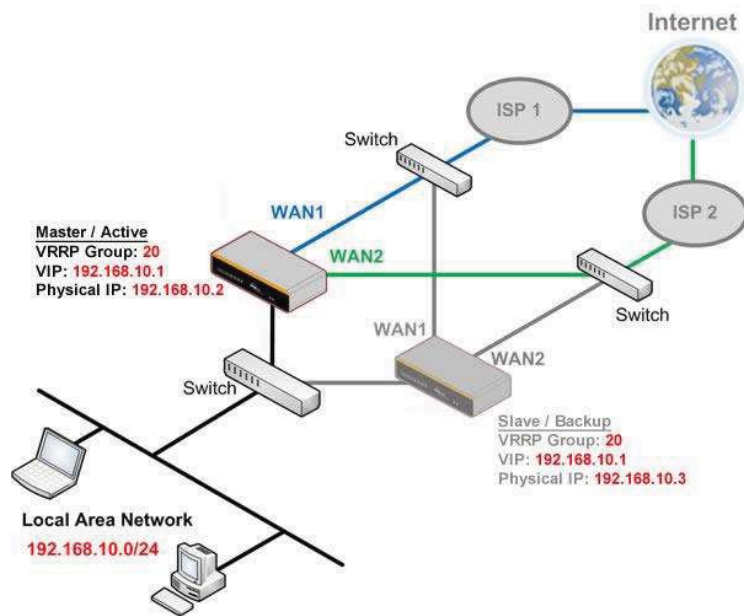 Internet
ISP 1
Switch
WAN1
Master / Active
VRRP Group: 20
VIP: 192.168.10.1
Physical IP: 192.168.10.2
WAN2
ISP 2
Switch
WAN1
WAN2
Switch
Slave / Backup
VRRP Group: 20
VIP: 192.168.10.1
Physical IP: 192.168.10.3
Local Area Network
192.168.10.0/24